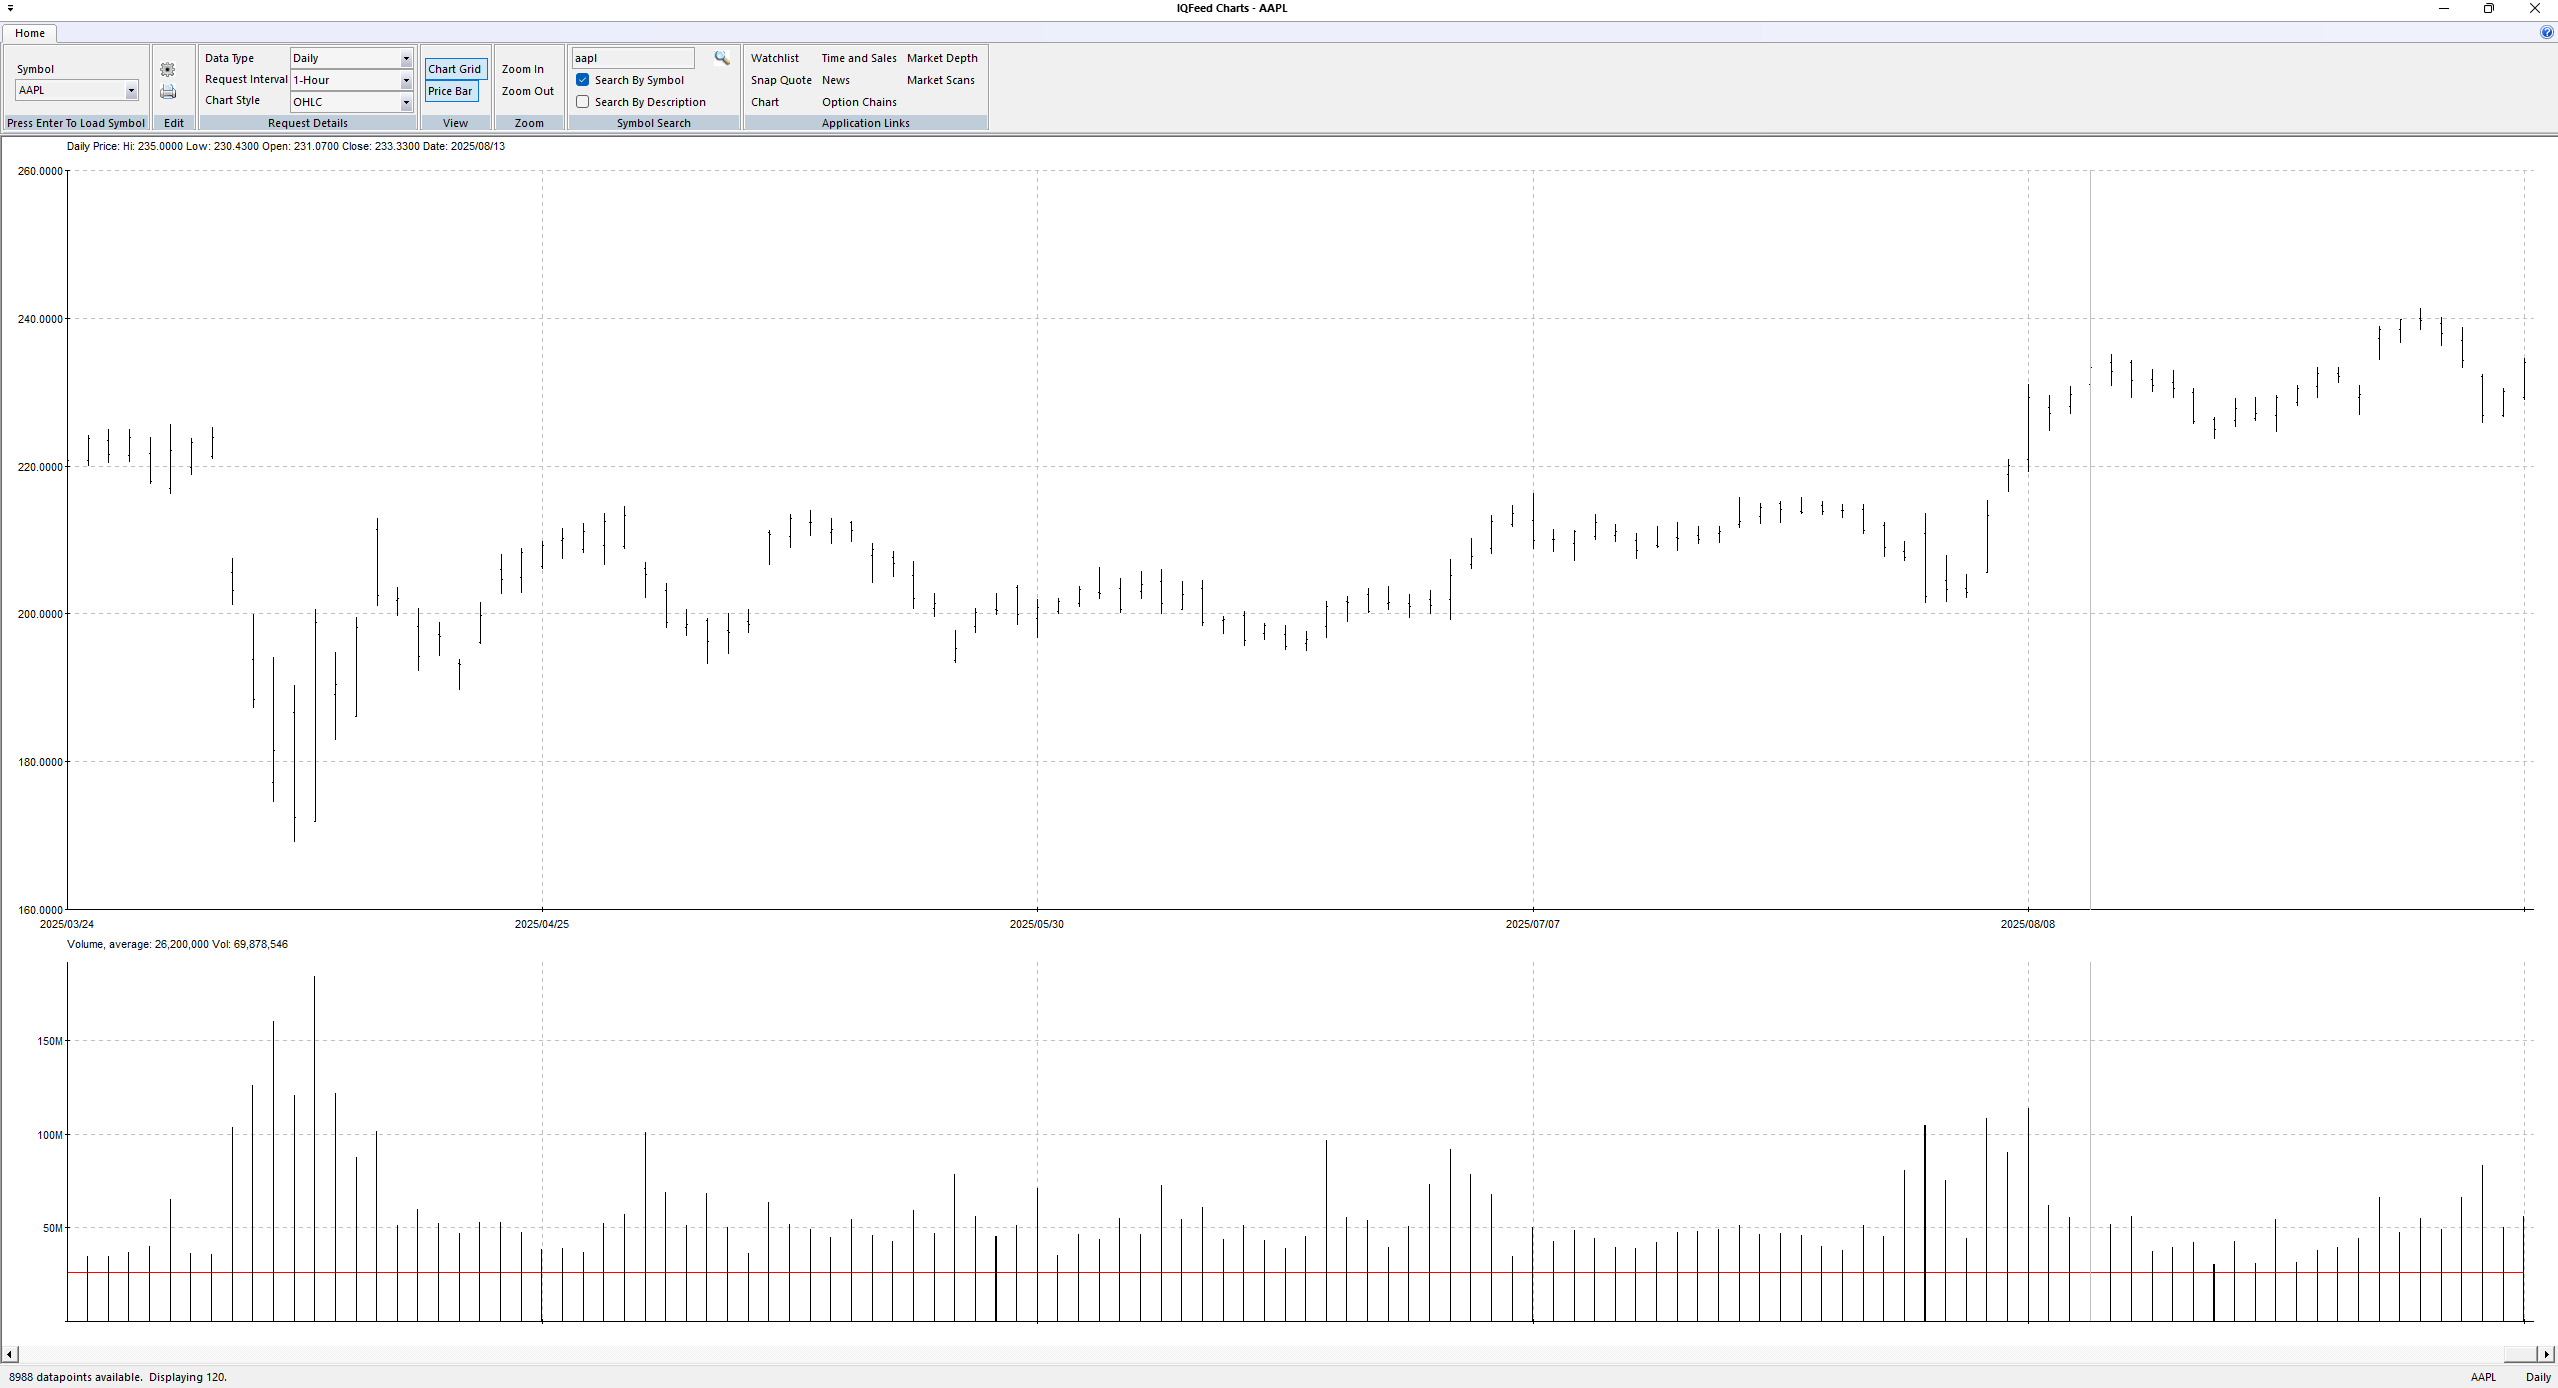 IQFeed Charts - AAPL
Home
Symbol
AAPL
Press Enter To Load Symbol
Edit
Data Type Daily
Request Interval 1-Hour
Chart Style OHLC
Request Details
Chart Grid
Price Bar
View
Zoom In
Zoom Out
Zoom
aapl
Search By Symbol
Search By Description
Symbol Search
Watchlist Time and Sales Market Depth
Snap Quote News Market Scans
Chart Option Chains
Application Links
Daily Price: Hi: 235.0000 Low: 230.4300 Open: 231.0700 Close: 233.3300 Date: 2025/08/13
260.0000
240.0000
220.0000
200.0000
180.0000
160.0000
2025/03/24 2025/04/25 2025/05/30 2025/07/07 2025/08/08
Volume, average: 26,200,000 Vol: 69,878,546
150M
100M
50M
8988 datapoints available. Displaying 120.
AAPL Daily